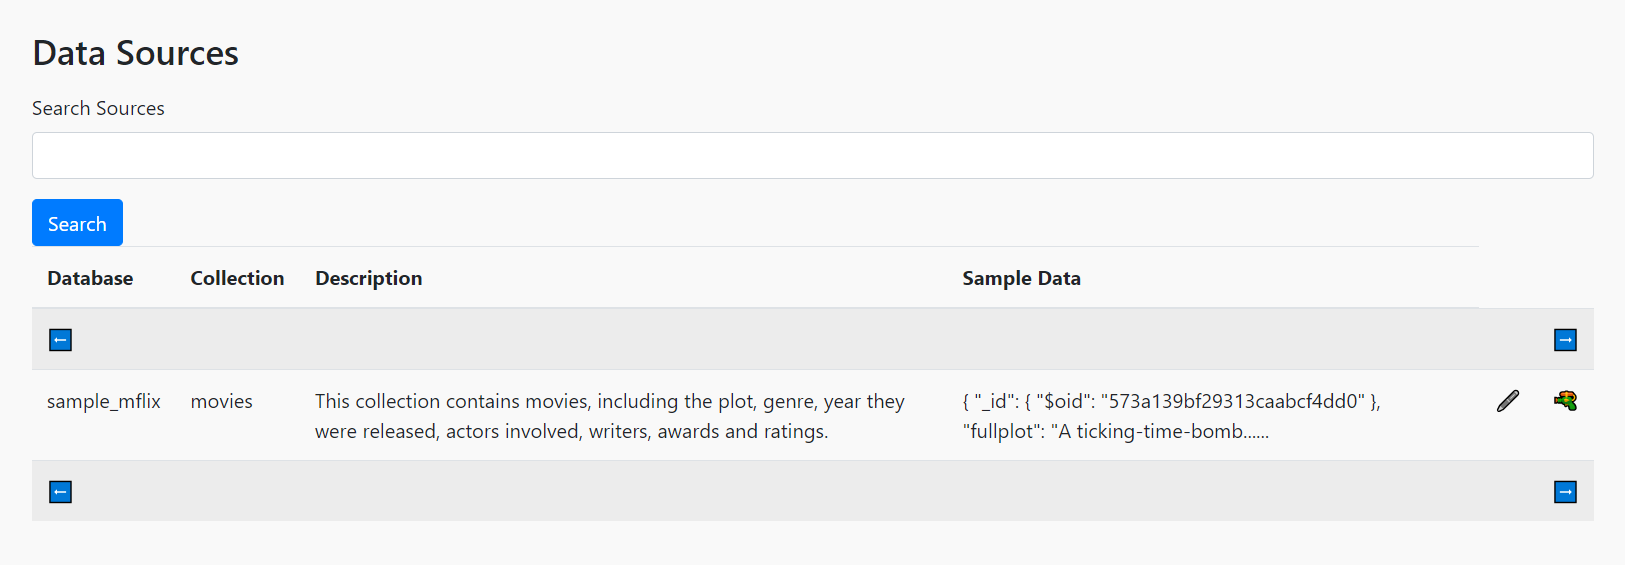 Data Sources
Search Sources
Search
Database Collection Description Sample Data
sample_mflix movies This collection contains movies, including the plot, genre, year they { "_id": { "$oid": "573a139bf29313caabcf4dd0" },
were released, actors involved, writers, awards and ratings. "fullplot": "A ticking-time-bomb......